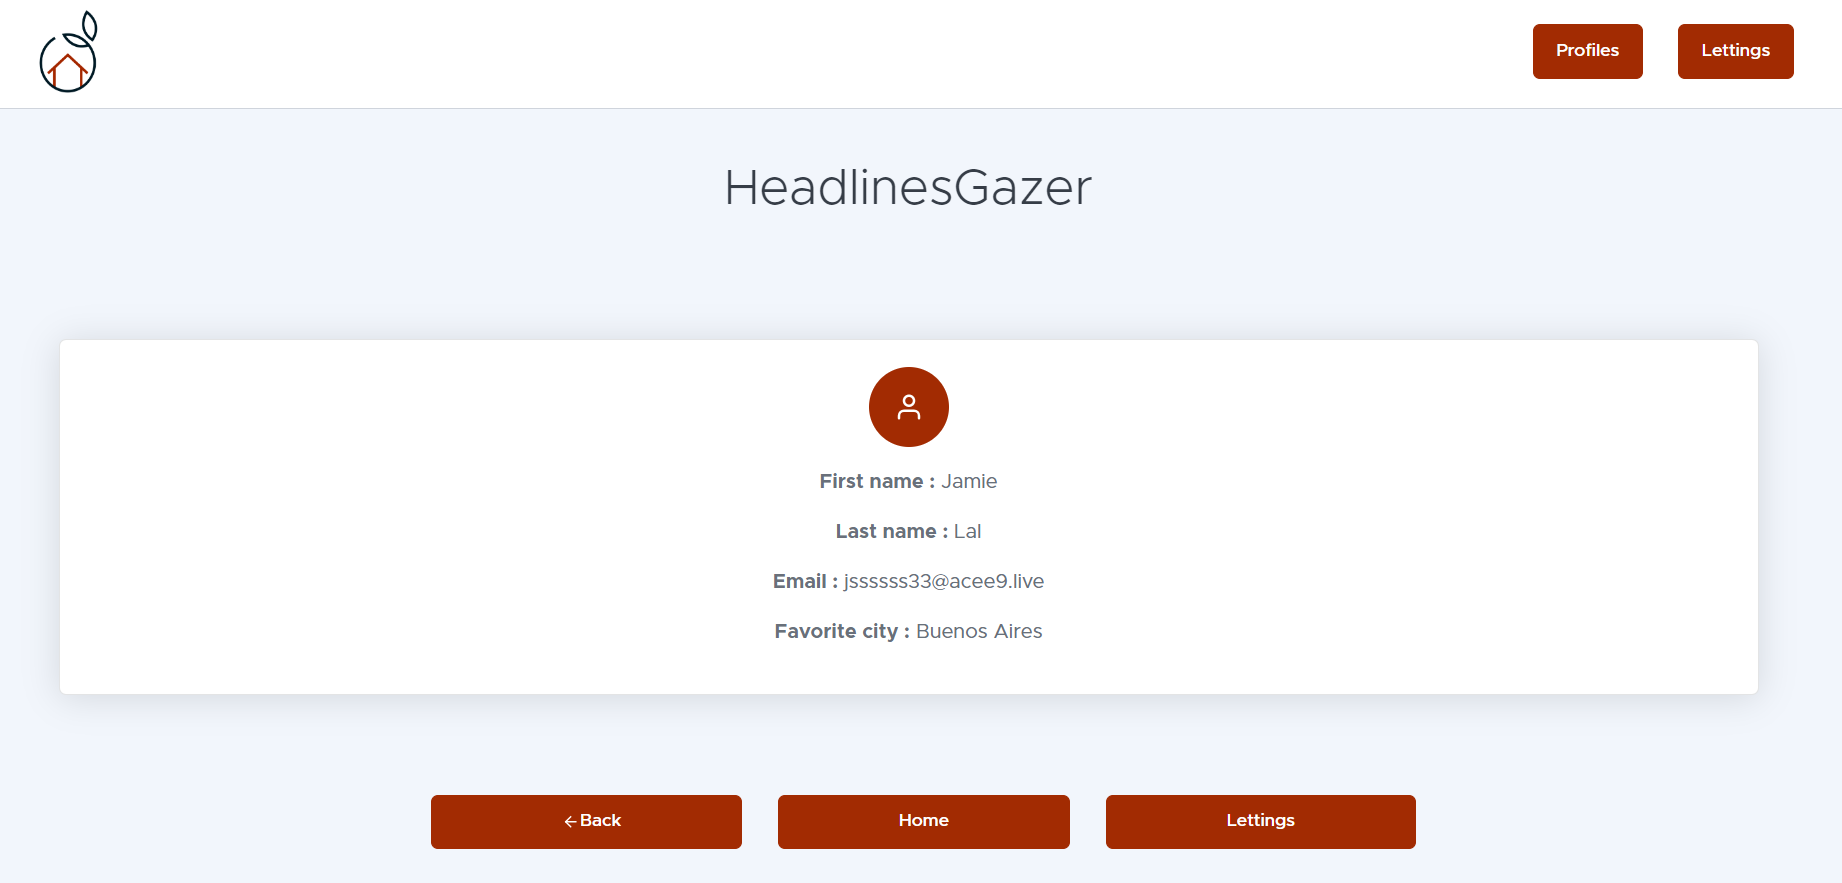 Profiles
Lettings
HeadlinesGazer
First name : Jamie
Last name : Lal
Email : jssssss33@acee9.live
Favorite city : Buenos Aires
← Back
Home
Lettings